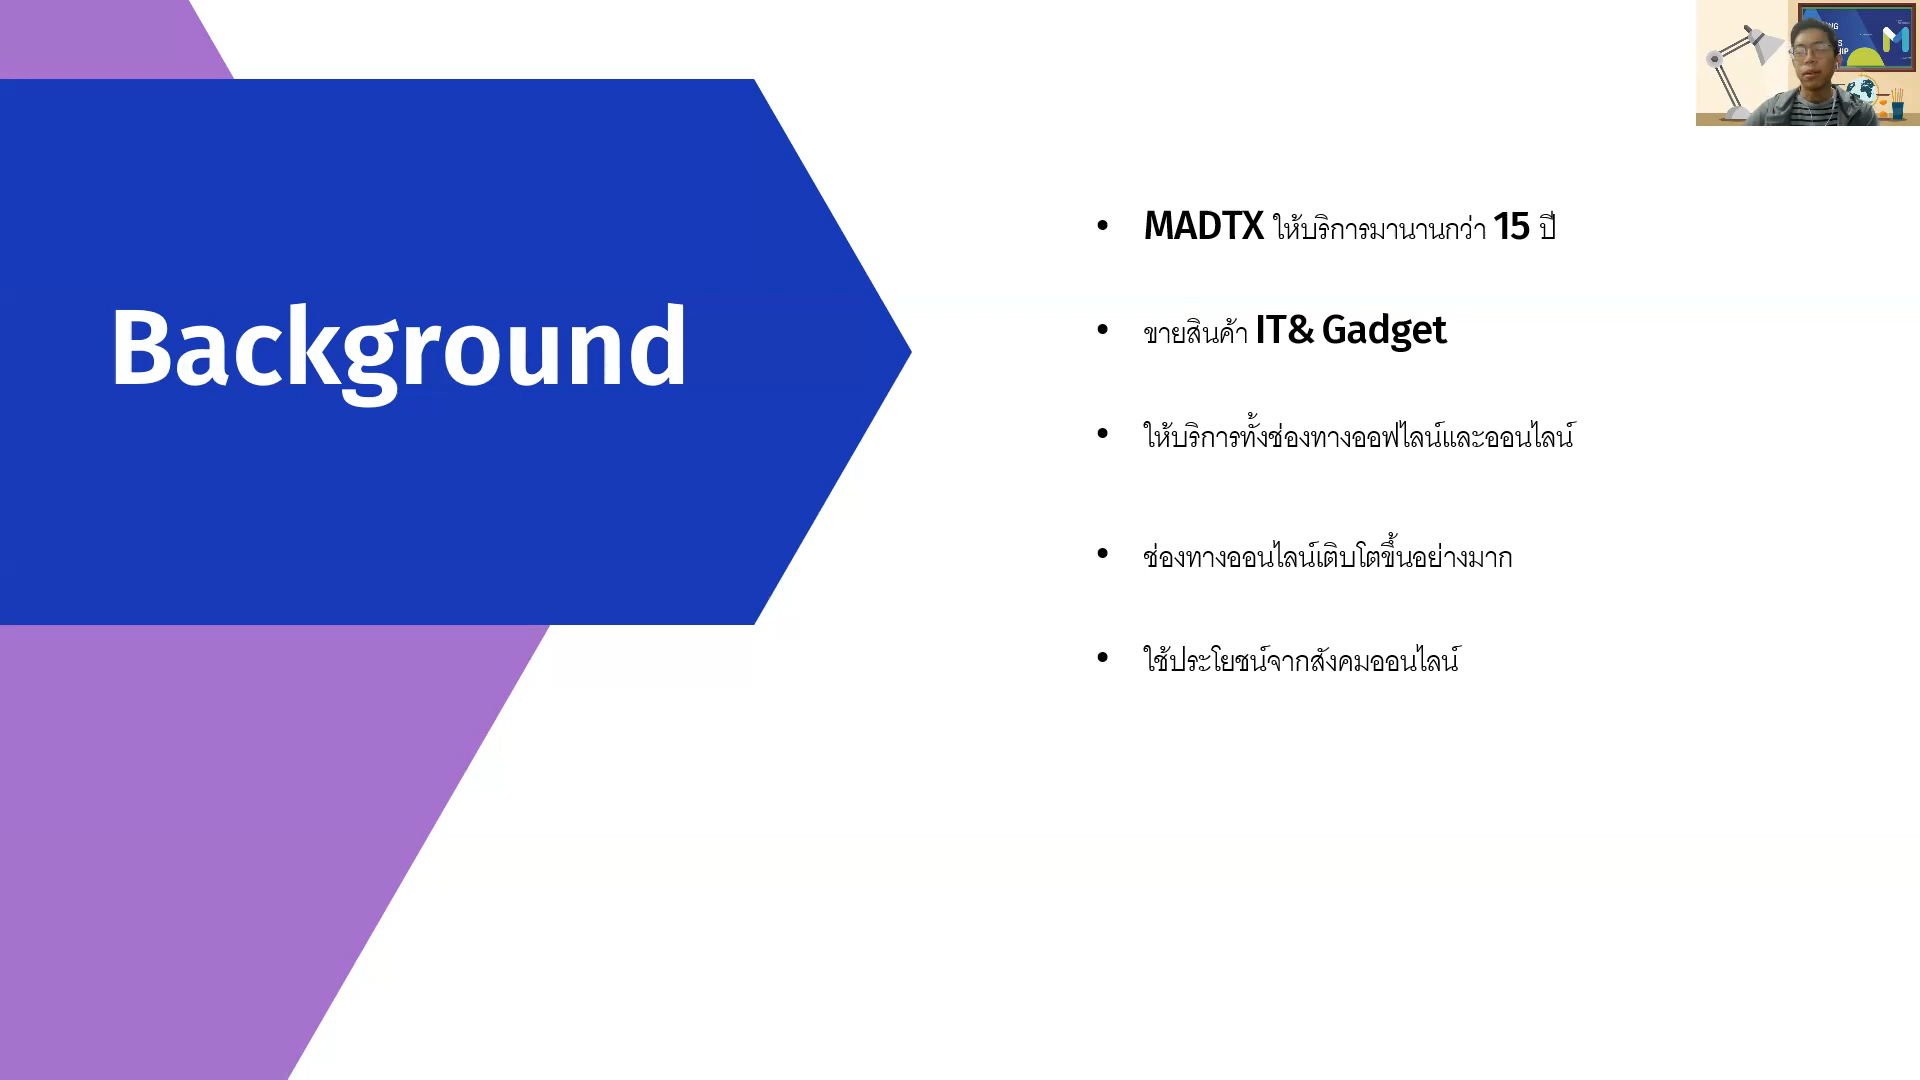 Background
• MADTX ให้บริการมานานกว่า 15 ปี
• ขายสินค้า IT& Gadget
• ให้บริการทั้งช่องทางออฟไลน์และออนไลน์
• ช่องทางออนไลน์เติบโตขึ้นอย่างมาก
• ใช้ประโยชน์จากสังคมออนไลน์